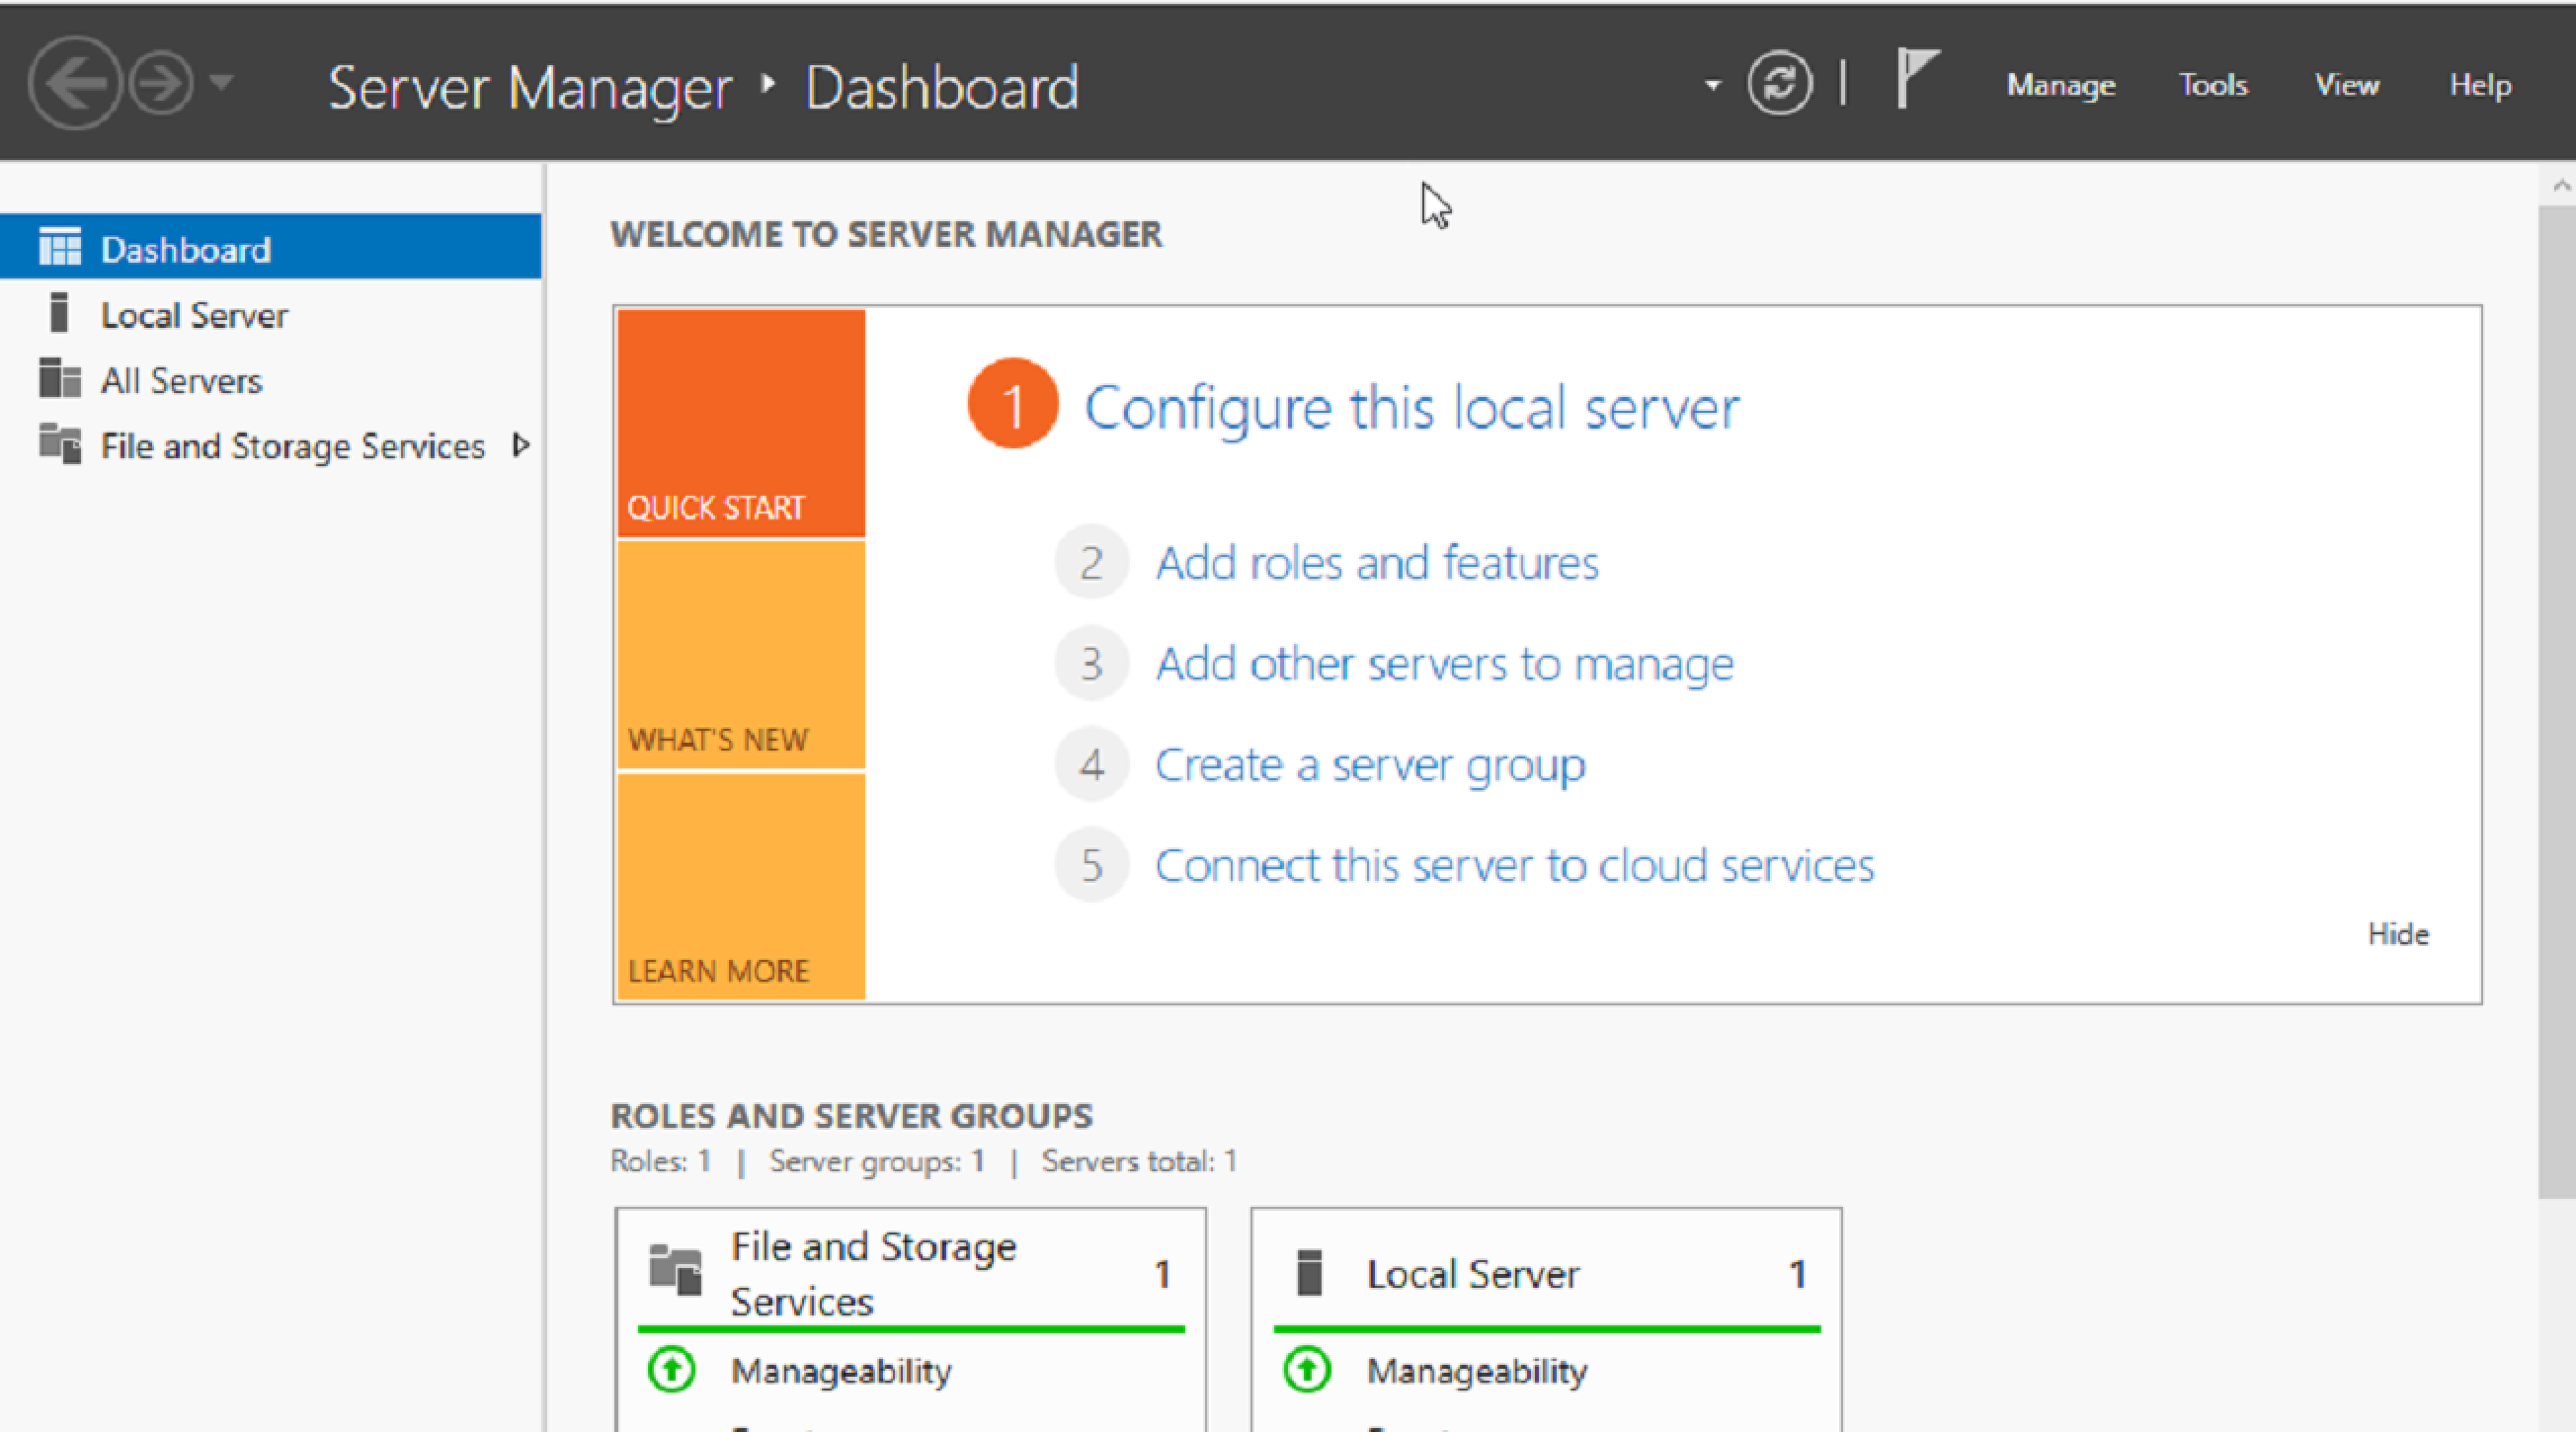 Server Manager ‣ Dashboard
Manage Tools View Help
Dashboard
Local Server
All Servers
File and Storage Services
WELCOME TO SERVER MANAGER
QUICK START
WHAT'S NEW
LEARN MORE
1 Configure this local server
2 Add roles and features
3 Add other servers to manage
4 Create a server group
5 Connect this server to cloud services
Hide
ROLES AND SERVER GROUPS
Roles: 1 | Server groups: 1 | Servers total: 1
File and Storage
Services
1
Manageability
Local Server 1
Manageability